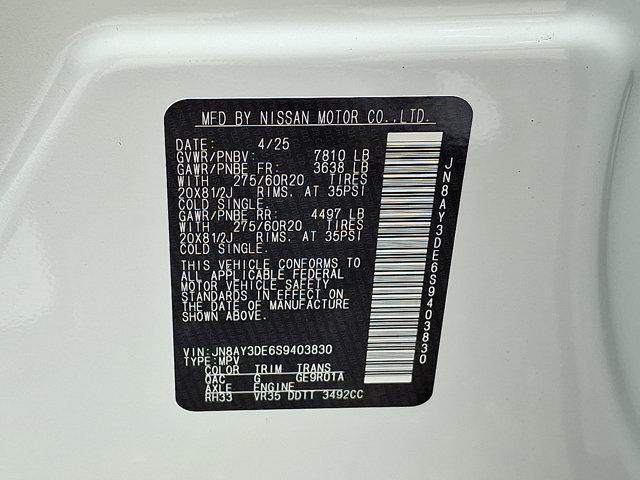 MFD BY NISSAN MOTOR CO.,LTD.
DATE: 4/25
GVWR/PNBV: 7810 LB
GAWR/PNBE FR: 3638 LB
WITH 275/60R20 TIRES
20X81/2J RIMS. AT 35PSI
COLD SINGLE.
GAWR/PNBE RR: 4497 LB
WITH 275/60R20 TIRES
20X81/2J RIMS. AT 35PSI
COLD SINGLE.
THIS VEHICLE CONFORMS TO
ALL APPLICABLE FEDERAL
MOTOR VEHICLE SAFETY
STANDARDS IN EFFECT ON
THE DATE OF MANUFACTURE
SHOWN ABOVE.
VIN:JN8AY3DE6S9403830
TYPE:MPV
COLOR TRIM TRANS
QAC G GE9R01A
AXLE ENGINE
RH33 VR35 DDTT 3492CC
JN8AY3DE6S9403830